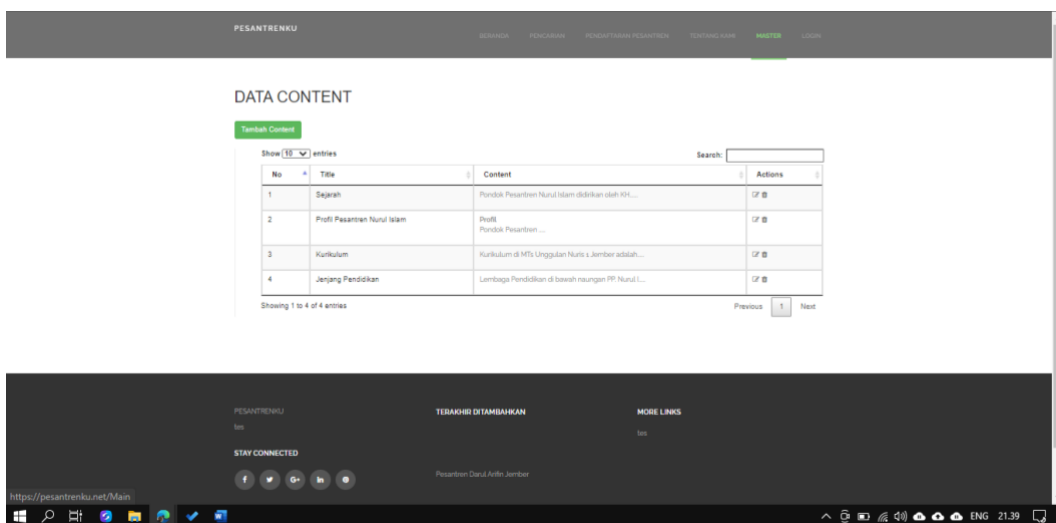 PESANTRENKU
BERANDA PENCARIAN PENDAFTARAN PESANTREN TENTANG KAMI MASTER LOGIN
DATA CONTENT
Tambah Content
Show 10 entries Search:
No Title Content Actions
1 Sejarah Pondok Pesantren Nurul Islam didirikan oleh KH....
2 Profil Pesantren Nurul Islam Profil
Pondok Pesantren ....
3 Kurikulum Kurikulum di MTs Unggulan Nuris 1 Jember adalah....
4 Jenjang Pendidikan Lembaga Pendidikan di bawah naungan PP. Nurul I....
Showing 1 to 4 of 4 entries Previous 1 Next
PESANTRENKU TERAKHIR DITAMBAHKAN MORE LINKS
tes tes
STAY CONNECTED
Pesantren Darul Arifin Jember
https://pesantrenku.net/Main
ENG 21.39